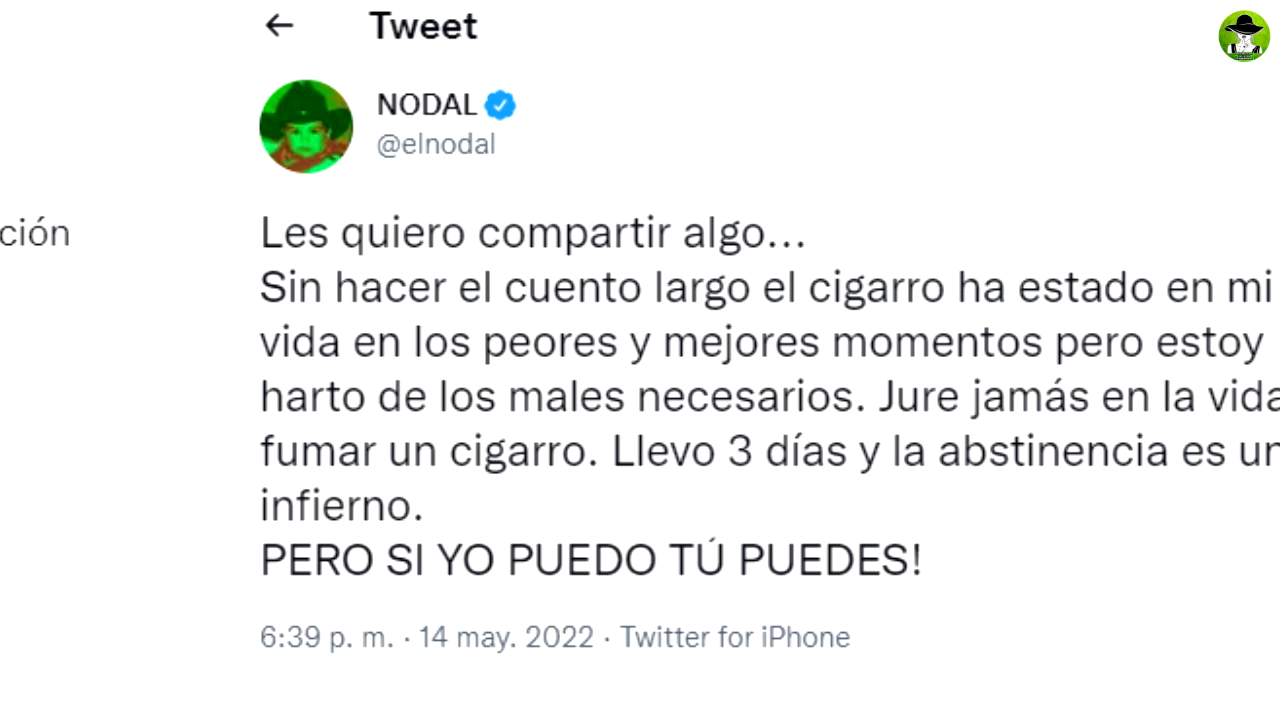 Tweet
NODAL
@elnodal
ción
Les quiero compartir algo...
Sin hacer el cuento largo el cigarro ha estado en mi
vida en los peores y mejores momentos pero estoy
harto de los males necesarios. Jure jamás en la vida
fumar un cigarro. Llevo 3 días y la abstinencia es un
infierno.
PERO SI YO PUEDO TÚ PUEDES!
6:39 p. m. · 14 may. 2022 · Twitter for iPhone